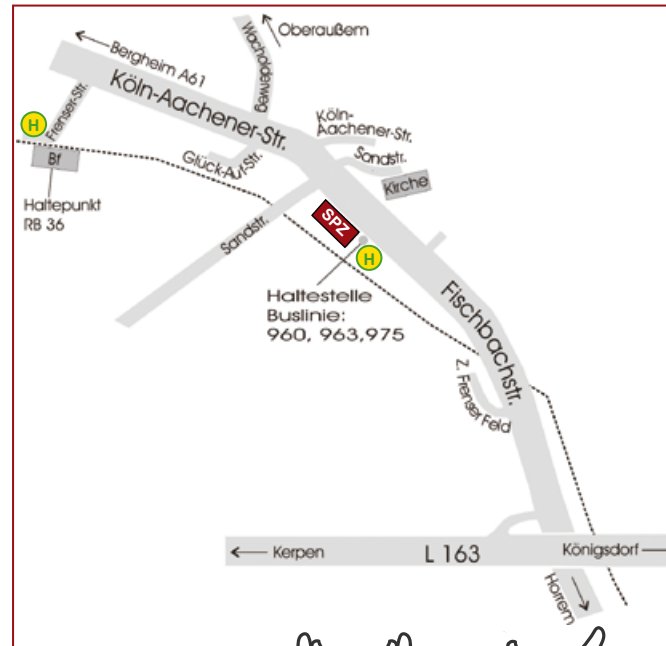 Oberaußem
Wacholderweg
Bergheim A61
Köln-Aachener-Str.
Frenser-Str.
H
Bf
Haltepunkt
RB 36
Glück-Auf-Str.
Köln-
Aachener-Str.
Sandstr.
Kirche
Sandstr.
SPZ
H
Haltestelle
Buslinie:
960, 963,975
Fischbachstr.
Z. Frenser Feld
Kerpen
L 163
Königsdorf
Horrem